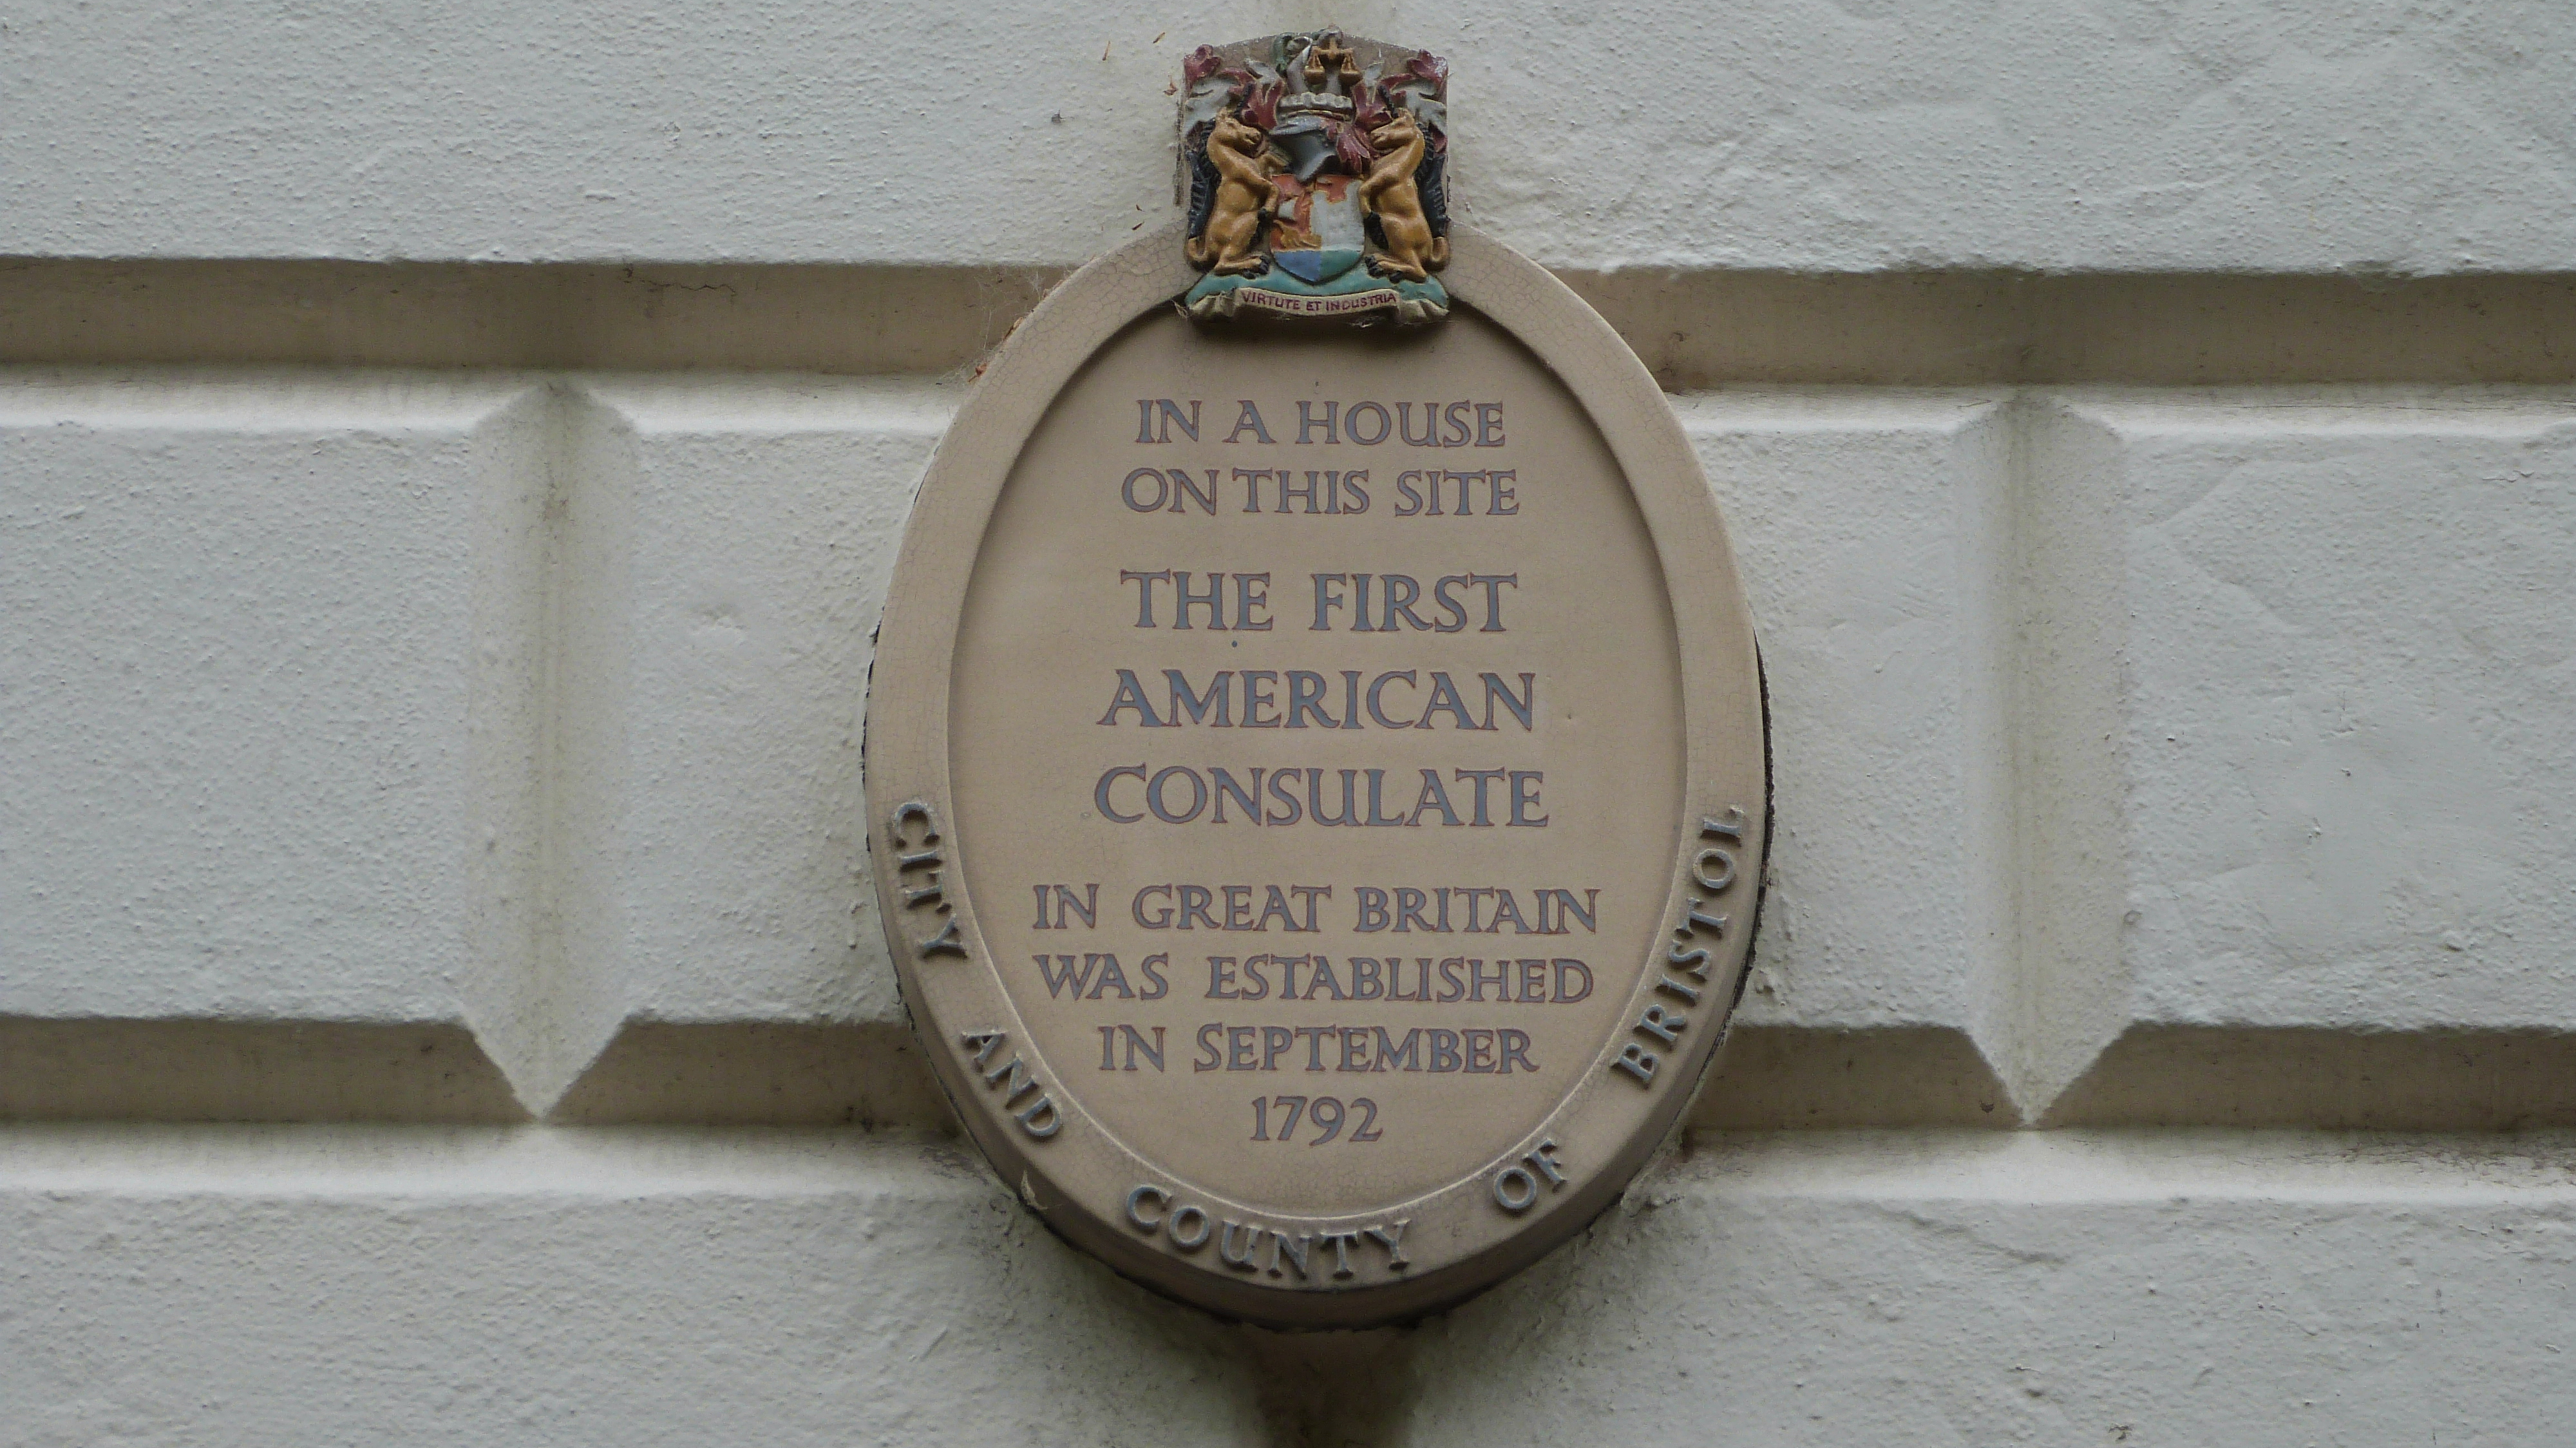 VIRTUTE ET INDUSTRIA
IN A HOUSE
ON THIS SITE
THE FIRST
AMERICAN
CONSULATE
IN GREAT BRITAIN
WAS ESTABLISHED
IN SEPTEMBER
1792
CITY AND COUNTY OF BRISTOL